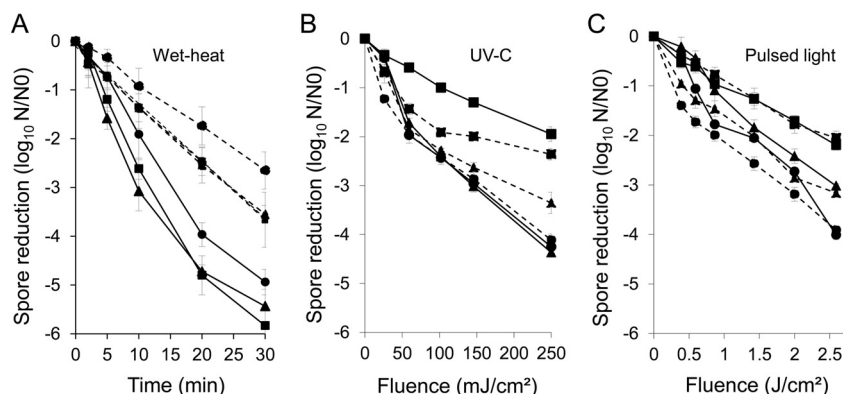 A
Wet-heat
Spore reduction (log10 N/N0)
0
-1
-2
-3
-4
-5
-6
0 5 10 15 20 25 30
Time (min)
B
UV-C
Spore reduction (log10 N/N0)
0
-1
-2
-3
-4
-5
-6
0 50 100 150 200 250
Fluence (mJ/cm²)
C
Pulsed light
Spore reduction (log10 N/N0)
0
-1
-2
-3
-4
-5
-6
0 0.5 1 1.5 2 2.5
Fluence (J/cm²)